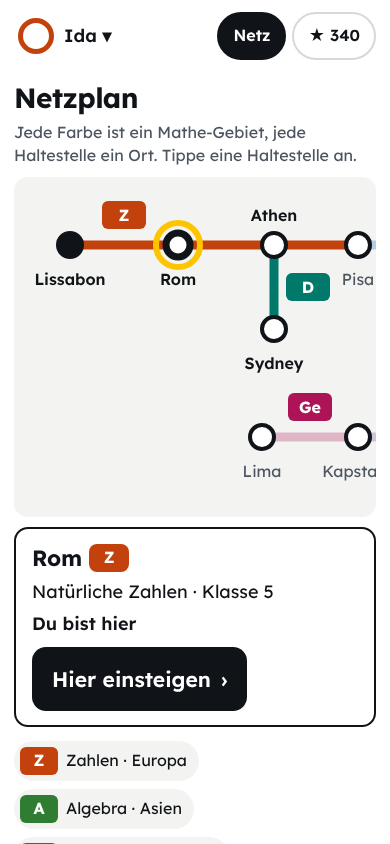 Ida ▾
Netz
★ 340
Netzplan
Jede Farbe ist ein Mathe-Gebiet, jede
Haltestelle ein Ort. Tippe eine Haltestelle an.
Z
Athen
Lissabon
Rom
Pisa
D
Sydney
Ge
Lima
Kapsta
Rom Z
Natürliche Zahlen · Klasse 5
Du bist hier
Hier einsteigen ›
Z Zahlen · Europa
A Algebra · Asien